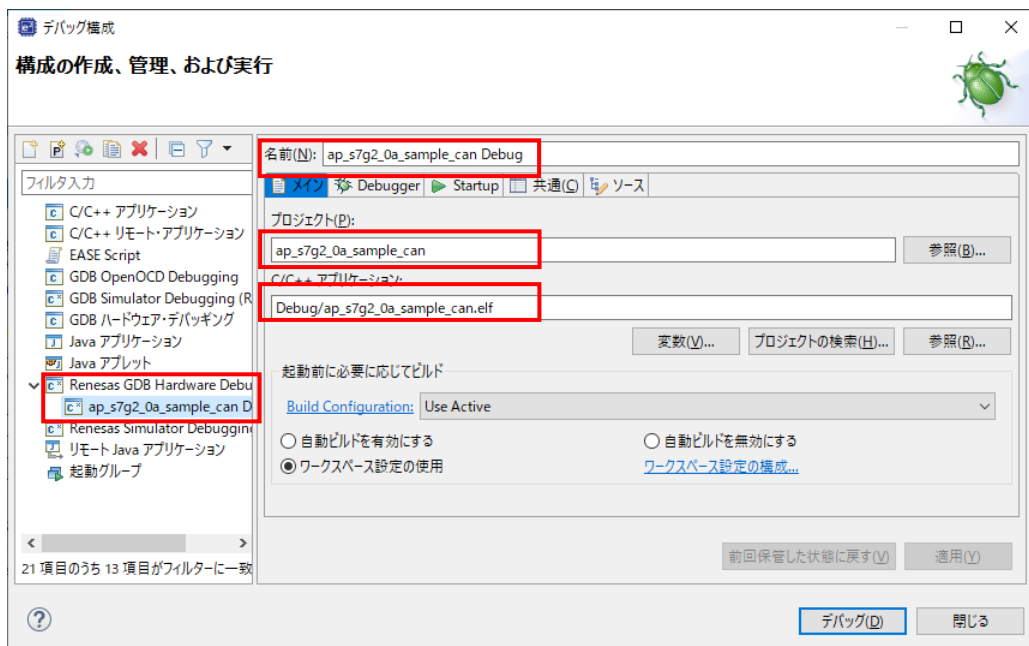 デバッグ構成
構成の作成、管理、および実行
フィルタ入力
C/C++ アプリケーション
C/C++ リモート・アプリケーション
EASE Script
GDB OpenOCD Debugging
GDB Simulator Debugging (R
GDB ハードウェア・デバッギング
Java アプリケーション
Java アプレット
Renesas GDB Hardware Debu
ap_s7g2_0a_sample_can D
Renesas Simulator Debugging
リモート Java アプリケーション
起動グループ
21 項目のうち 13 項目がフィルターに一致
名前(N): ap_s7g2_0a_sample_can Debug
メイン Debugger Startup 共通(C) ソース
プロジェクト(P):
ap_s7g2_0a_sample_can 参照(B)...
C/C++ アプリケーション:
Debug/ap_s7g2_0a_sample_can.elf
変数(V)... プロジェクトの検索(H)... 参照(R)...
起動前に必要に応じてビルド
Build Configuration: Use Active
自動ビルドを有効にする 自動ビルドを無効にする
ワークスペース設定の使用 ワークスペース設定の構成...
前回保管した状態に戻す(V) 適用(Y)
デバッグ(D) 閉じる